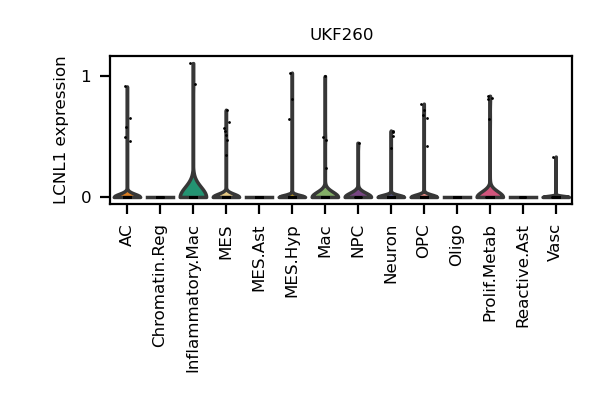 UKF260
LCNL1 expression
1
0
AC
Chromatin.Reg
Inflammatory.Mac
MES
MES.Ast
MES.Hyp
Mac
NPC
Neuron
OPC
Oligo
Prolif.Metab
Reactive.Ast
Vasc